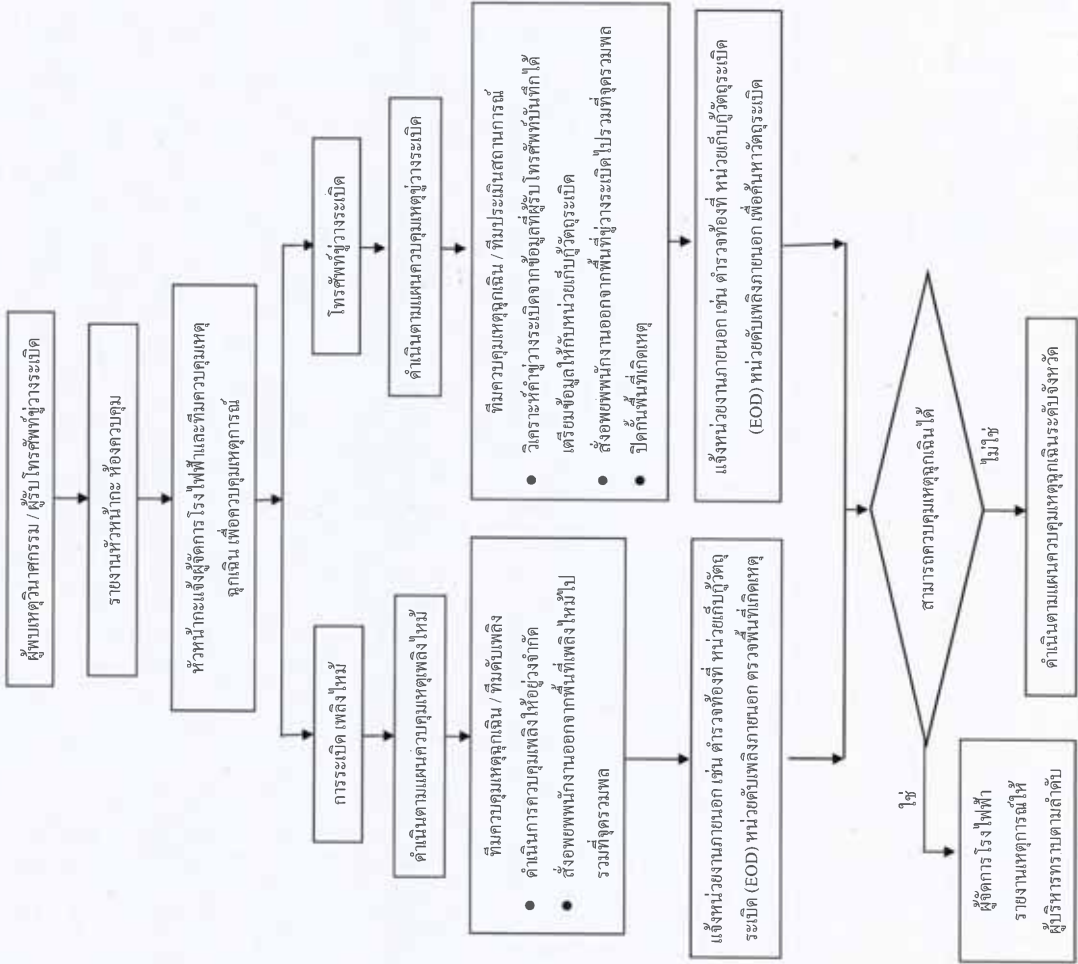 ผู้พบเหตุวินาศกรรม / ผู้รับโทรศัพท์ขู่วางระเบิด
รายงานหัวหน้ากะ ห้องควบคุม
หัวหน้ากะแจ้งผู้จัดการโรงไฟฟ้าและทีมควบคุมเหตุ
ฉุกเฉิน เพื่อควบคุมเหตุการณ์
การระเบิด เพลิงไหม้
ดำเนินตามแผนควบคุมเหตุเพลิงไหม้
ทีมควบคุมเหตุฉุกเฉิน / ทีมดับเพลิง
● ดำเนินการควบคุมเพลิงให้อยู่วงจำกัด
● สั่งอพยพพนักงานออกจากพื้นที่เพลิงไหม้ไป
รวมที่จุดรวมพล
แจ้งหน่วยงานภายนอก เช่น ตำรวจท้องที่ หน่วยเก็บกู้วัตถุ
ระเบิด (EOD) หน่วยดับเพลิงภายนอก ตรวจพื้นที่เกิดเหตุ
โทรศัพท์ขู่วางระเบิด
ดำเนินตามแผนควบคุมเหตุขู่วางระเบิด
ทีมควบคุมเหตุฉุกเฉิน / ทีมประเมินสถานการณ์
● วิเคราะห์คำขู่วางระเบิดจากข้อมูลที่ผู้รับโทรศัพท์บันทึกได้
เตรียมข้อมูลให้กับหน่วยเก็บกู้วัตถุระเบิด
● สั่งอพยพพนักงานออกจากพื้นที่ขู่วางระเบิดไปรวมที่จุดรวมพล
● ปิดกั้นพื้นที่เกิดเหตุ
แจ้งหน่วยงานภายนอก เช่น ตำรวจท้องที่ หน่วยเก็บกู้วัตถุระเบิด
(EOD) หน่วยดับเพลิงภายนอก เพื่อค้นหาวัตถุระเบิด
สามารถควบคุมเหตุฉุกเฉินได้
ใช่
ไม่ใช่
ผู้จัดการโรงไฟฟ้า
รายงานเหตุการณ์ให้
ผู้บริหารทราบตามลำดับ
ดำเนินตามแผนควบคุมเหตุฉุกเฉินระดับจังหวัด